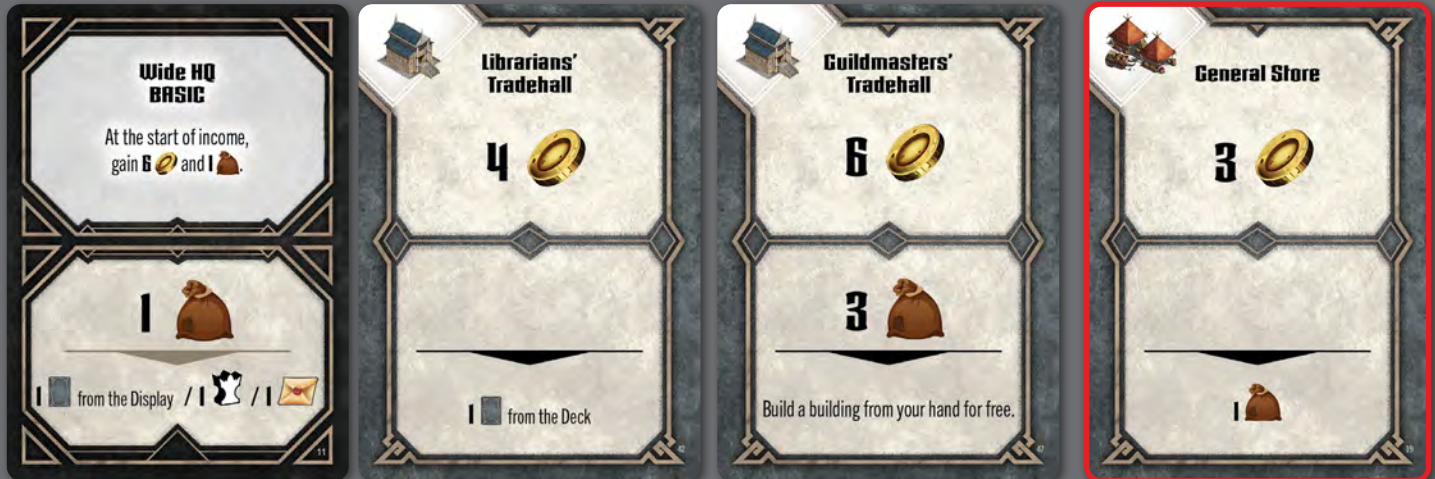 Wide HQ
BASIC
At the start of income,
gain 6 and 1 .
1
1 from the Display / 1 / 1
11
Librarians'
Tradehall
4
1 from the Deck
42
Guildmasters'
Tradehall
6
3
Build a building from your hand for free.
47
General Store
3
1